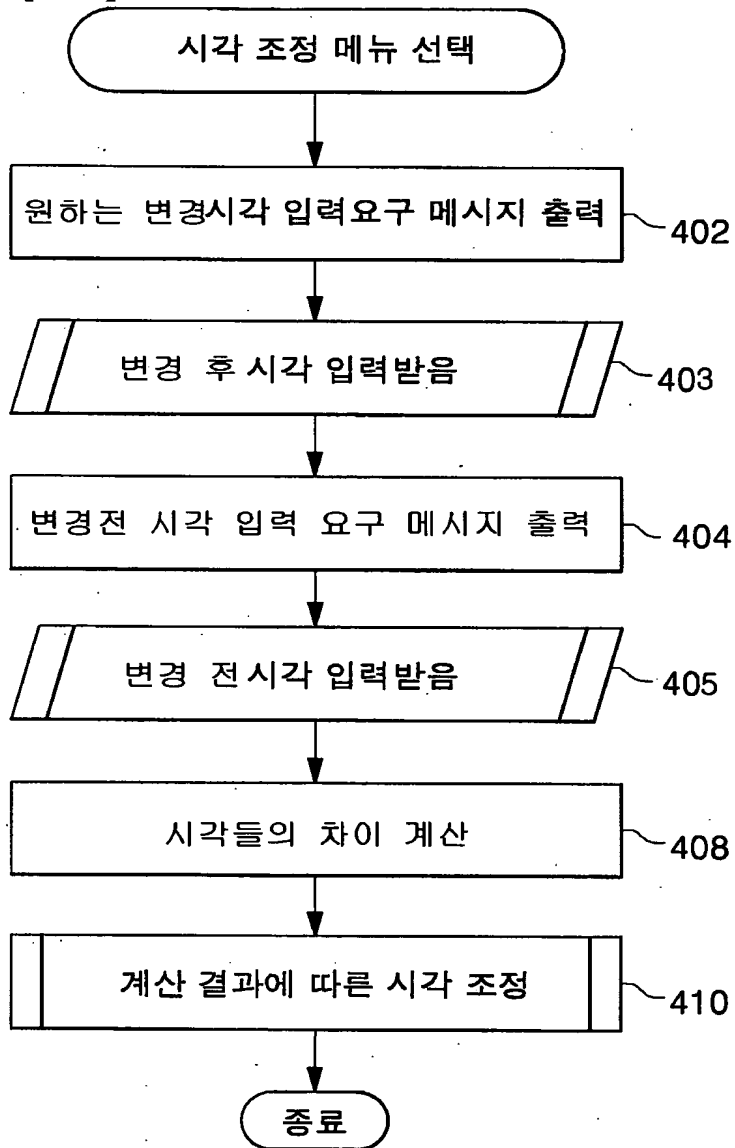 시각 조정 메뉴 선택
원하는 변경시각 입력요구 메시지 출력
402
변경 후 시각 입력받음
403
변경전 시각 입력 요구 메시지 출력
404
변경 전 시각 입력받음
405
시각들의 차이 계산
408
계산 결과에 따른 시각 조정
410
종료